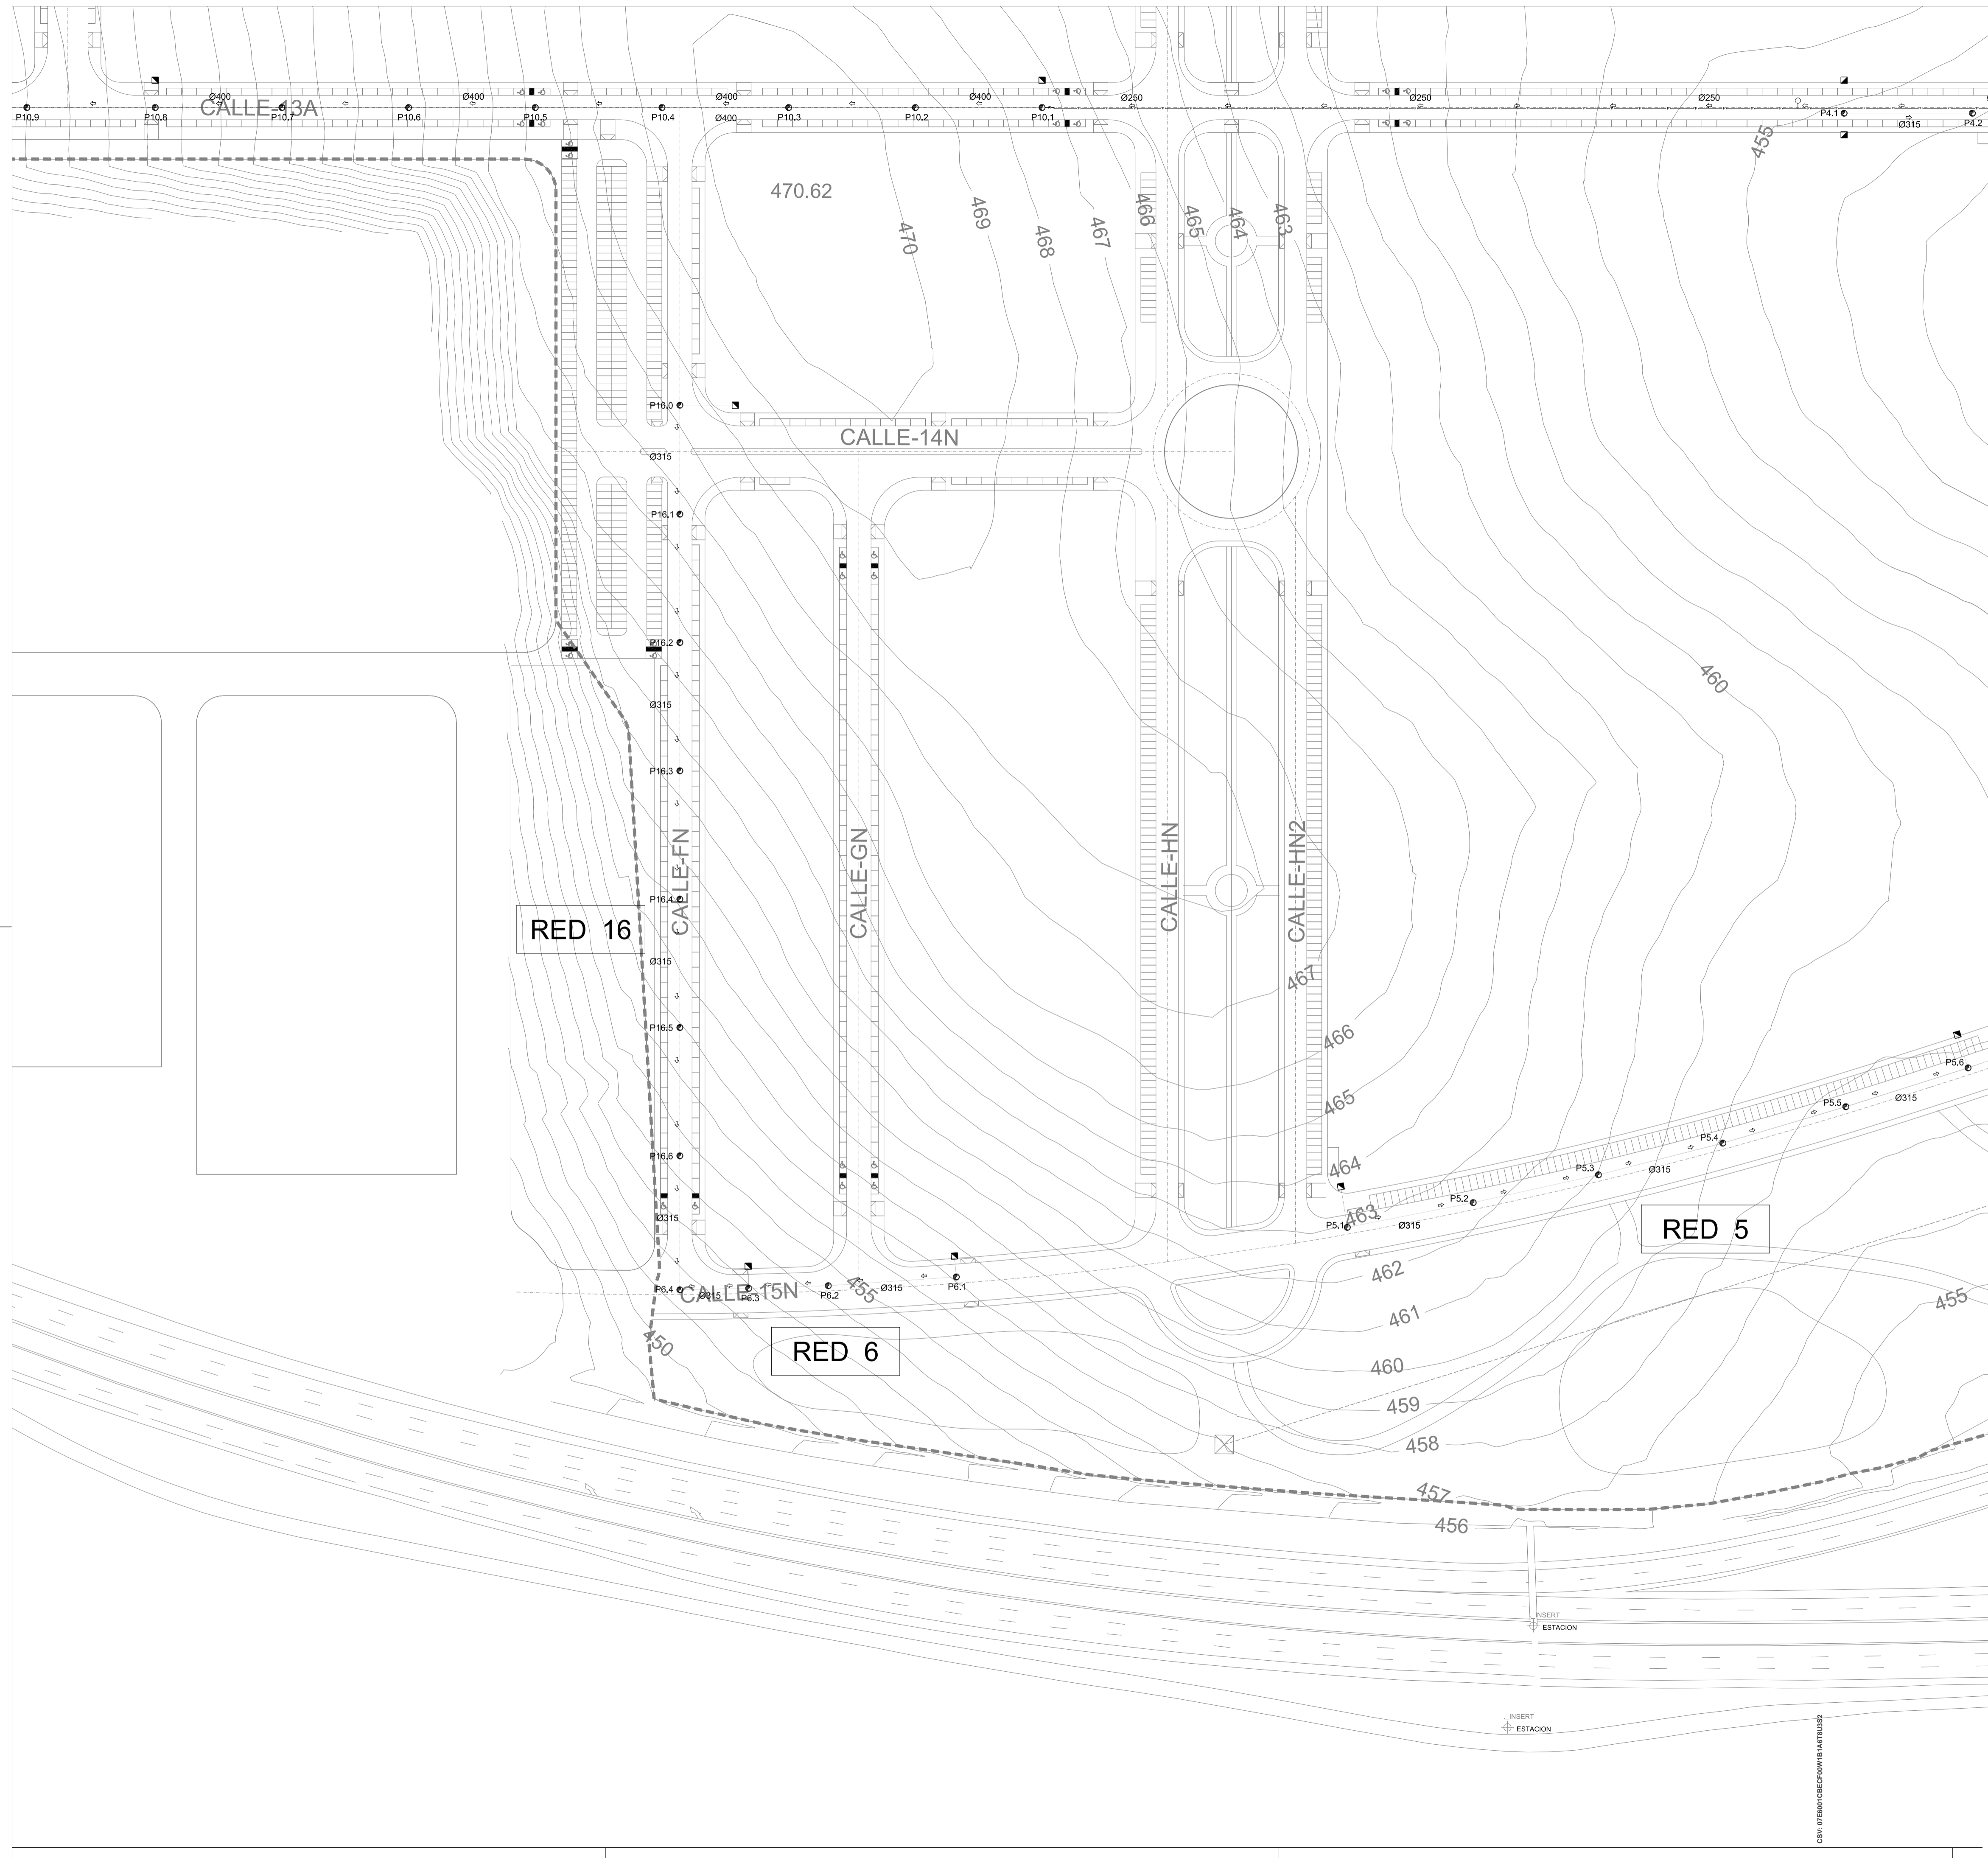 Ø400
Ø400
Ø400
Ø400
Ø250
Ø250
Ø250
CALLE-13A
P10.9
P10.8
P10.7
P10.6
P10.5
P10.4
P10.3
P10.2
P10.1
Ø400
P4.1
Ø315
P4.2
455
470.62
470
469
468
467
466
465
464
463
P16.0
CALLE-14N
Ø315
P16.1
P16.2
460
Ø315
P16.3
CALLE-FN
CALLE-GN
CALLE-HN
CALLE-HN2
P16.4
RED 16
Ø315
467
P16.5
466
P5.6
465
P5.5
Ø315
P5.4
P16.6
464
P5.3
Ø315
P5.2
463
Ø315
P5.1
Ø315
RED 5
462
P6.4
Ø315
CALLE-15N
P6.3
P6.2
455
Ø315
P6.1
455
461
450
RED 6
460
459
458
457
456
INSERT
ESTACION
INSERT
ESTACION
CSV: 07E6001CBECF00W1B1A6T8U3S2